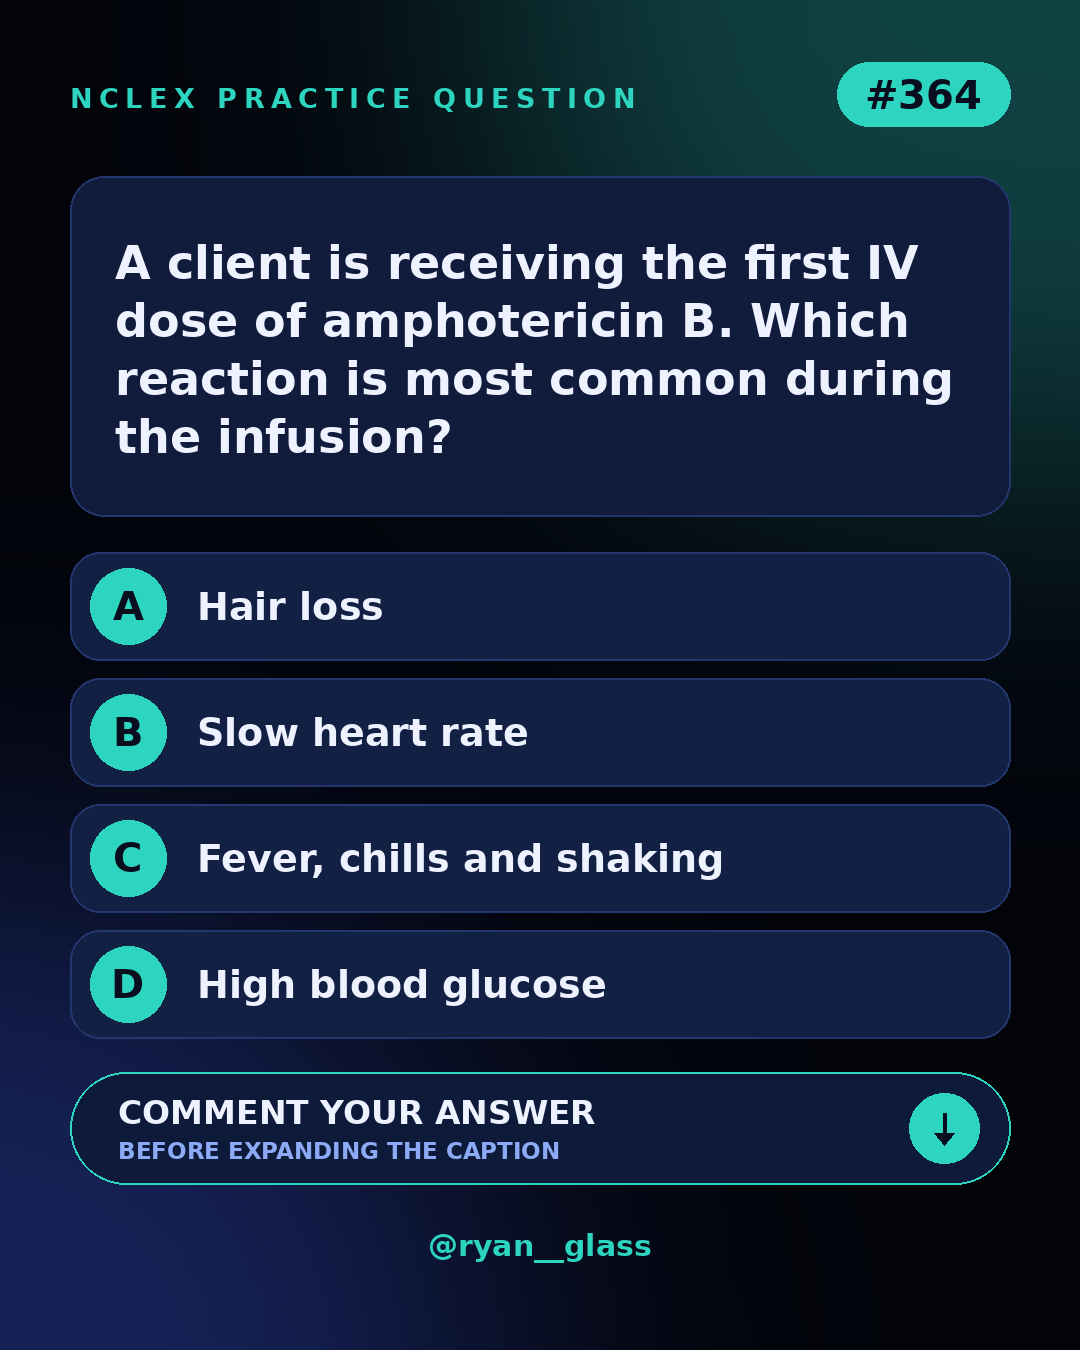 NCLEX PRACTICE QUESTION
#364
A client is receiving the first IV
dose of amphotericin B. Which
reaction is most common during
the infusion?
A Hair loss
B Slow heart rate
C Fever, chills and shaking
D High blood glucose
COMMENT YOUR ANSWER
BEFORE EXPANDING THE CAPTION
@ryan__glass